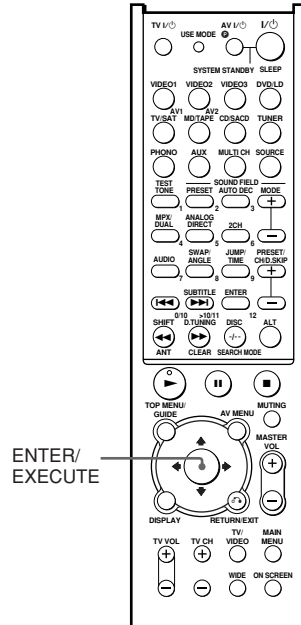 TV I/⏻ AV I/⏻ I/⏻
USE MODE P
SYSTEM STANDBY SLEEP
VIDEO1 VIDEO2 VIDEO3 DVD/LD
AV1 AV2
TV/SAT MD/TAPE CD/SACD TUNER
PHONO AUX MULTI CH SOURCE
TEST TONE SOUND FIELD
PRESET AUTO DEC MODE
1 2 3 +
MPX/ DUAL ANALOG DIRECT 2CH –
4 5 6
AUDIO SWAP/ ANGLE JUMP/ TIME PRESET/ CH/D.SKIP
7 8 9 +
SUBTITLE ENTER –
0/10 >10/11 12
SHIFT D.TUNING DISC ALT
-/--
ANT CLEAR SEARCH MODE
TOP MENU/ GUIDE AV MENU MUTING
MASTER VOL
+
ENTER/
EXECUTE
–
DISPLAY RETURN/EXIT
TV VOL TV CH TV/ VIDEO MAIN MENU
+ +
WIDE ON SCREEN
– –